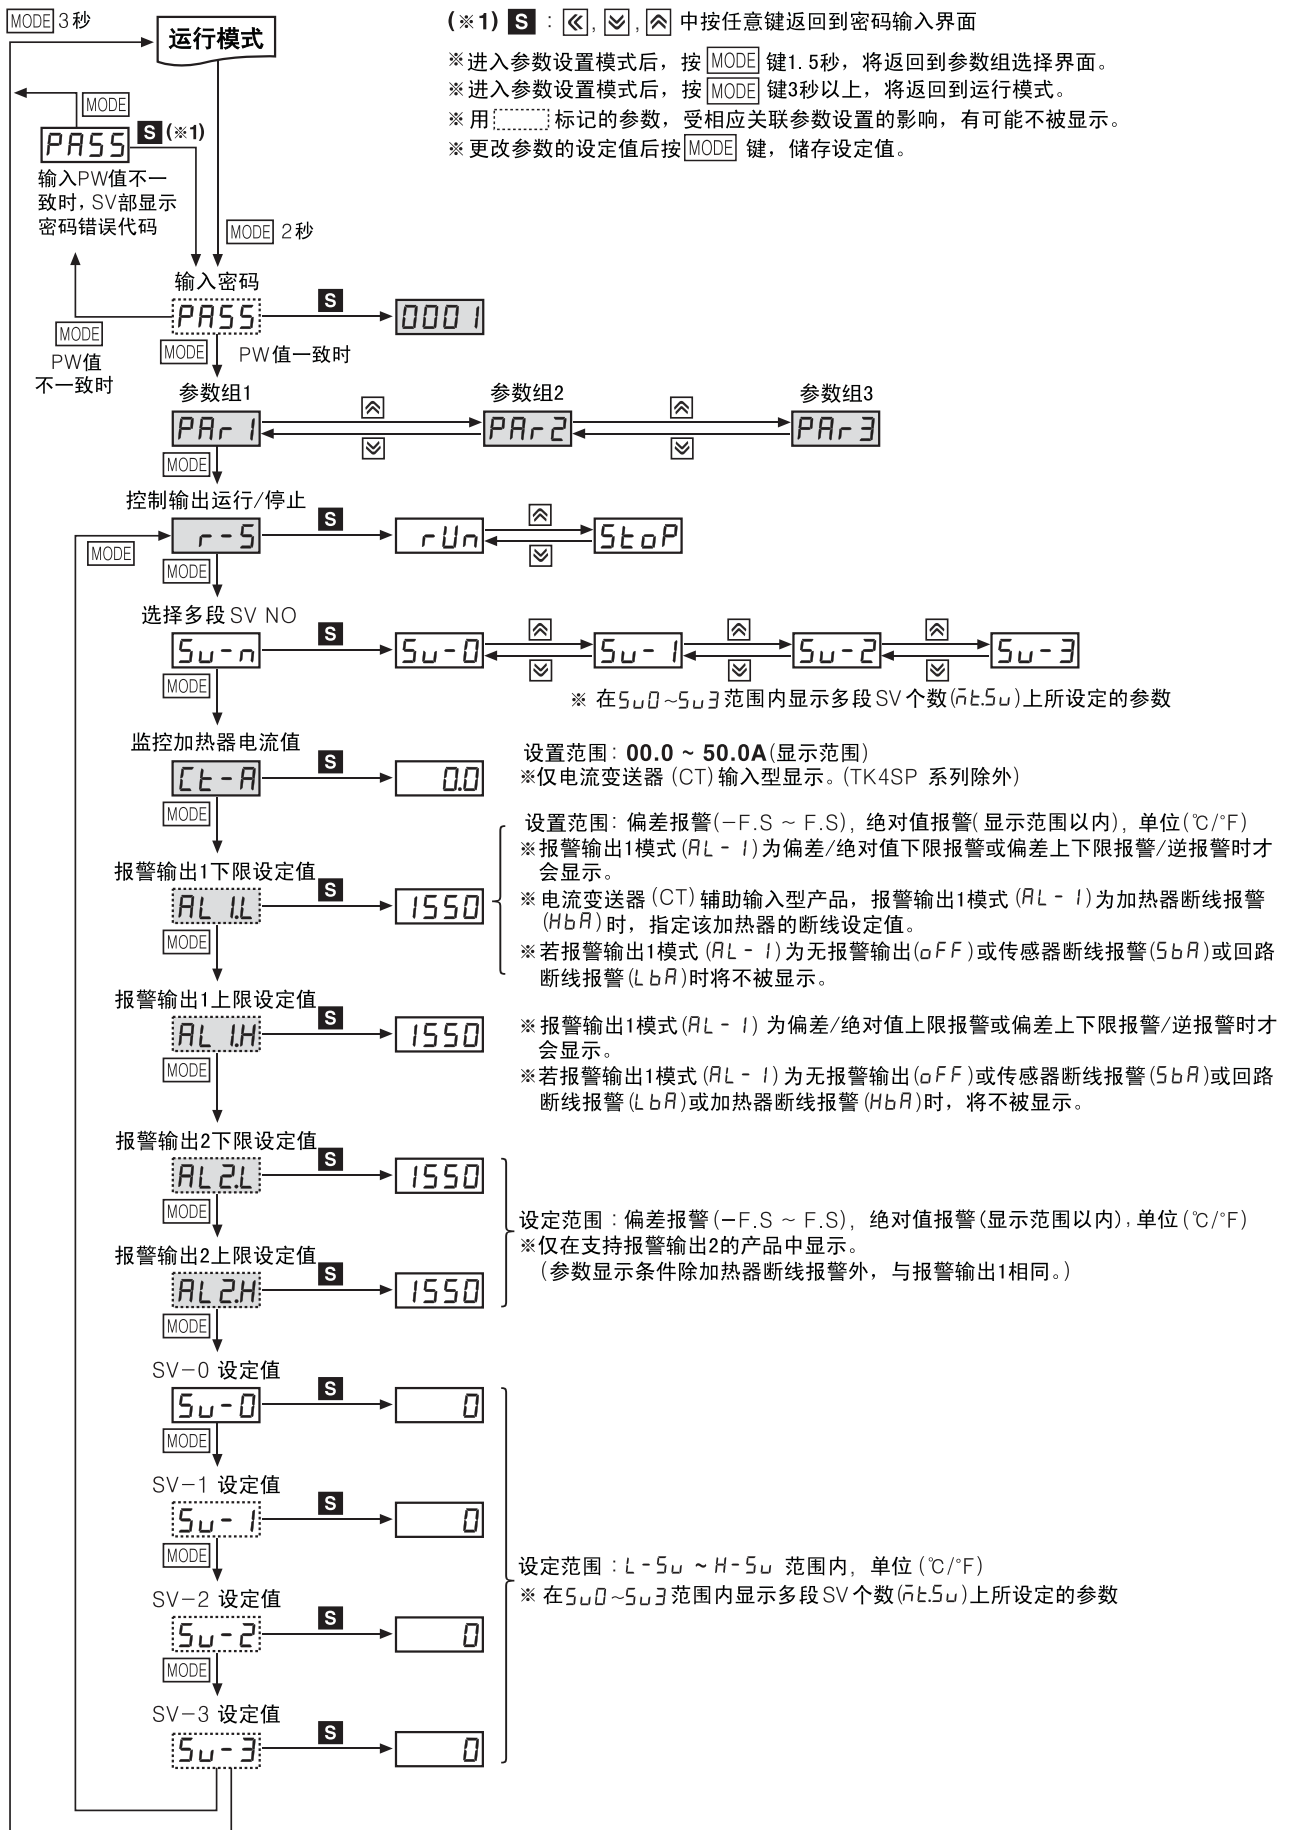 MODE 3秒
运行模式
(※1) S : «, ︾, ︽ 中按任意键返回到密码输入界面
※进入参数设置模式后，按 MODE 键1. 5秒，将返回到参数组选择界面。
※进入参数设置模式后，按 MODE 键3秒以上，将返回到运行模式。
※ 用 标记的参数，受相应关联参数设置的影响，有可能不被显示。
※ 更改参数的设定值后按 MODE 键，储存设定值。
MODE
PASS S (※1)
输入PW值不一
致时, SV部显示
密码错误代码
MODE 2秒
输入密码
PASS S 0001
MODE
PW值
不一致时
MODE PW值一致时
参数组1 参数组2 参数组3
PAr1 ︽ ︾ PAr2 ︽ ︾ PAr3
MODE
控制输出运行/停止
r-S S rUn ︽ ︾ StoP
MODE
MODE
选择多段 SV NO
Su-n S Su-0 ︽ ︾ Su-1 ︽ ︾ Su-2 ︽ ︾ Su-3
MODE
※ 在Su0~Su3范围内显示多段SV个数(m̄t.Su)上所设定的参数
监控加热器电流值
Ct-A S 0.0
设置范围: 00.0 ~ 50.0A(显示范围)
※仅电流变送器 (CT) 输入型显示。(TK4SP 系列除外)
MODE
报警输出1下限设定值
AL1.L S 1550
设置范围: 偏差报警(-F.S ~ F.S), 绝对值报警( 显示范围以内), 单位(℃/°F)
※报警输出1模式 (AL-1)为偏差/绝对值下限报警或偏差上下限报警/逆报警时才
会显示。
※ 电流变送器 (CT) 辅助输入型产品，报警输出1模式 (AL-1)为加热器断线报警
(HbA) 时，指定该加热器的断线设定值。
※若报警输出1模式 (AL-1)为无报警输出(oFF)或传感器断线报警(SbA)或回路
断线报警(LbA)时将不被显示。
MODE
报警输出1上限设定值
AL1.H S 1550
※报警输出1模式(AL-1) 为偏差/绝对值上限报警或偏差上下限报警/逆报警时才
会显示。
※若报警输出1模式 (AL-1)为无报警输出(oFF)或传感器断线报警(SbA)或回路
断线报警(LbA)或加热器断线报警(HbA)时，将不被显示。
MODE
报警输出2下限设定值
AL2.L S 1550
MODE
设定范围 : 偏差报警(-F.S ~ F.S), 绝对值报警(显示范围以内), 单位(℃/°F)
※仅在支持报警输出2的产品中显示。
(参数显示条件除加热器断线报警外，与报警输出1相同。)
报警输出2上限设定值
AL2.H S 1550
MODE
SV-0 设定值
Su-0 S 0
MODE
SV-1 设定值
Su-1 S 0
MODE
设定范围 : L-Su ~ H-Su 范围内, 单位 (℃/°F)
※ 在Su0~Su3范围内显示多段SV个数(m̄t.Su)上所设定的参数
SV-2 设定值
Su-2 S 0
MODE
SV-3 设定值
Su-3 S 0